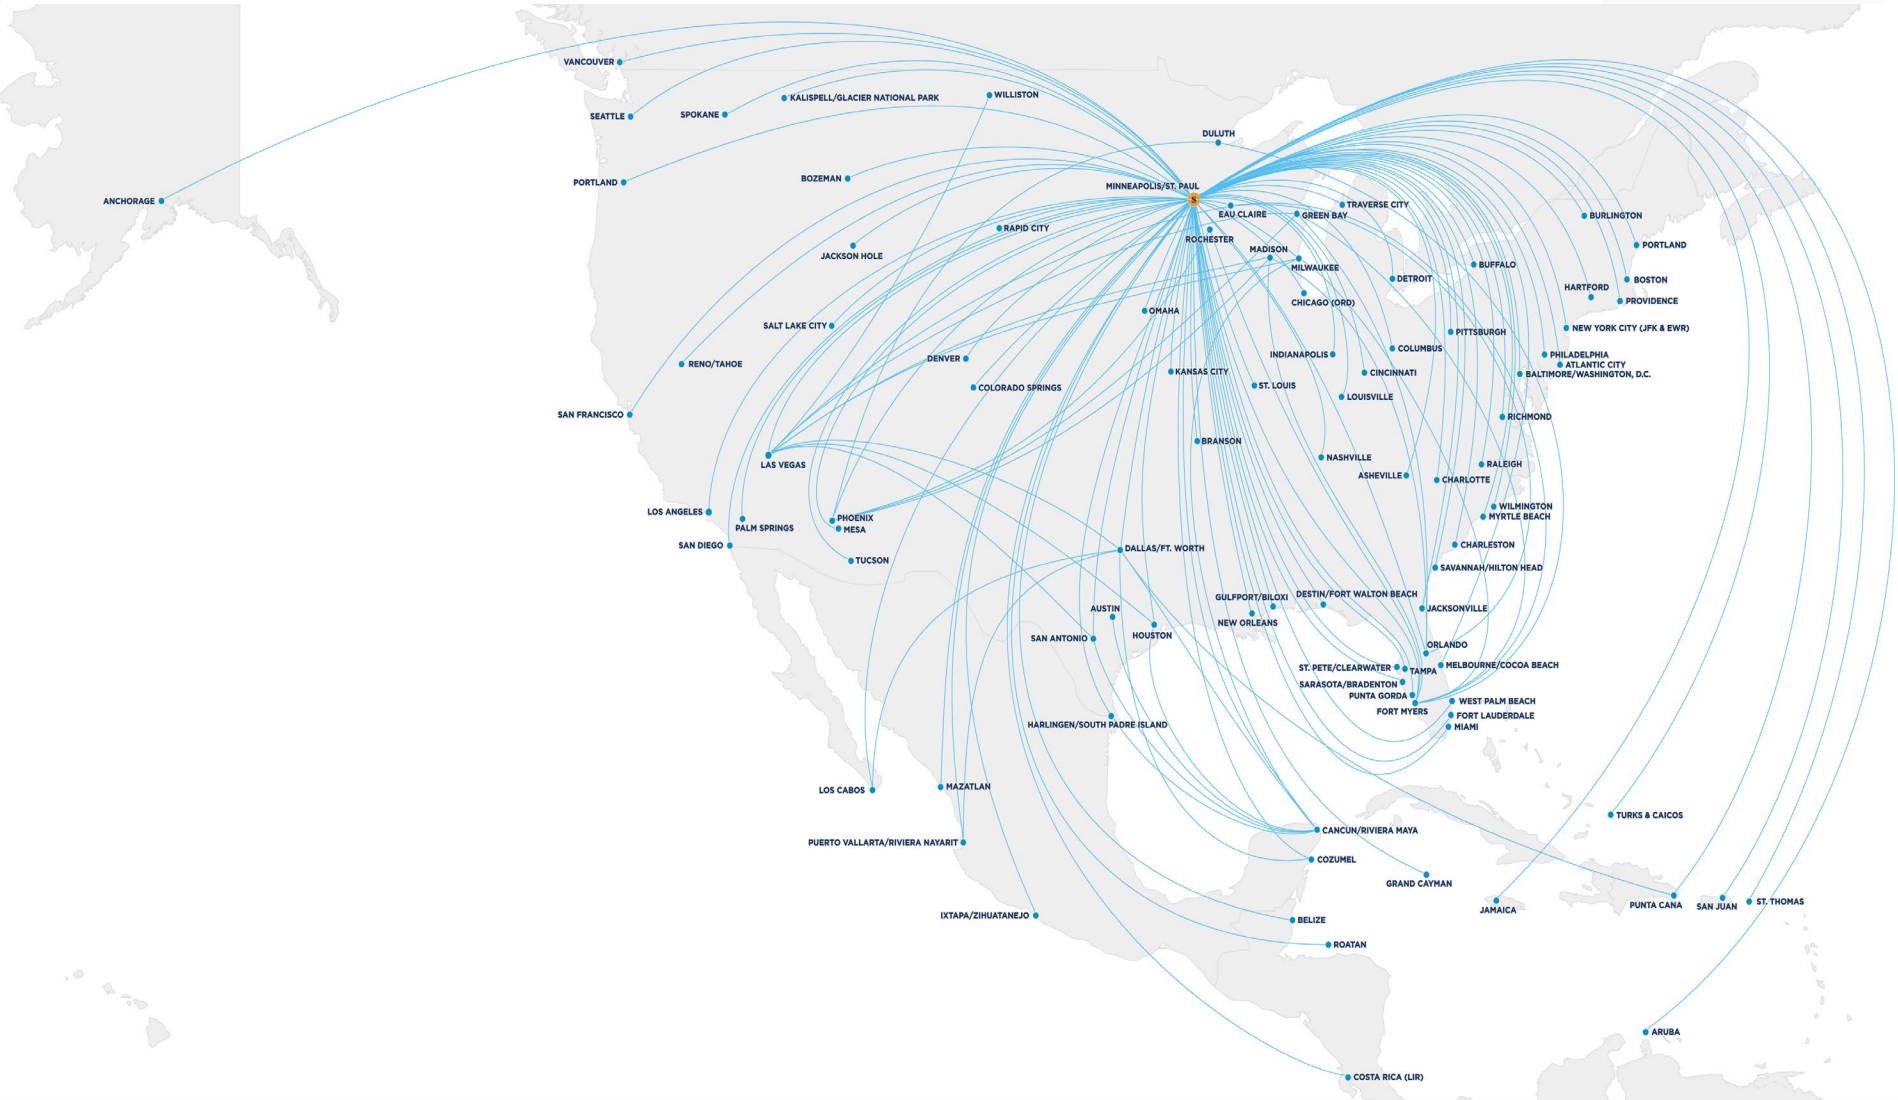 VANCOUVER
KALISPELL/GLACIER NATIONAL PARK
WILLISTON
SEATTLE
SPOKANE
DULUTH
BOZEMAN
PORTLAND
MINNEAPOLIS/ST. PAUL
S
ANCHORAGE
TRAVERSE CITY
EAU CLAIRE
GREEN BAY
BURLINGTON
RAPID CITY
ROCHESTER
PORTLAND
MADISON
JACKSON HOLE
MILWAUKEE
BUFFALO
DETROIT
BOSTON
HARTFORD
CHICAGO (ORD)
PROVIDENCE
OMAHA
SALT LAKE CITY
NEW YORK CITY (JFK & EWR)
PITTSBURGH
COLUMBUS
INDIANAPOLIS
PHILADELPHIA
DENVER
RENO/TAHOE
ATLANTIC CITY
KANSAS CITY
CINCINNATI
BALTIMORE/WASHINGTON, D.C.
COLORADO SPRINGS
ST. LOUIS
LOUISVILLE
SAN FRANCISCO
RICHMOND
BRANSON
NASHVILLE
LAS VEGAS
RALEIGH
ASHEVILLE
CHARLOTTE
WILMINGTON
LOS ANGELES
MYRTLE BEACH
PHOENIX
PALM SPRINGS
MESA
SAN DIEGO
CHARLESTON
DALLAS/FT. WORTH
TUCSON
SAVANNAH/HILTON HEAD
DESTIN/FORT WALTON BEACH
GULFPORT/BILOXI
AUSTIN
JACKSONVILLE
NEW ORLEANS
HOUSTON
SAN ANTONIO
ORLANDO
MELBOURNE/COCOA BEACH
ST. PETE/CLEARWATER
TAMPA
SARASOTA/BRADENTON
PUNTA GORDA
WEST PALM BEACH
FORT MYERS
FORT LAUDERDALE
HARLINGEN/SOUTH PADRE ISLAND
MIAMI
MAZATLAN
LOS CABOS
TURKS & CAICOS
CANCUN/RIVIERA MAYA
PUERTO VALLARTA/RIVIERA NAYARIT
COZUMEL
GRAND CAYMAN
ST. THOMAS
PUNTA CANA
SAN JUAN
JAMAICA
IXTAPA/ZIHUATANEJO
BELIZE
ROATAN
ARUBA
COSTA RICA (LIR)